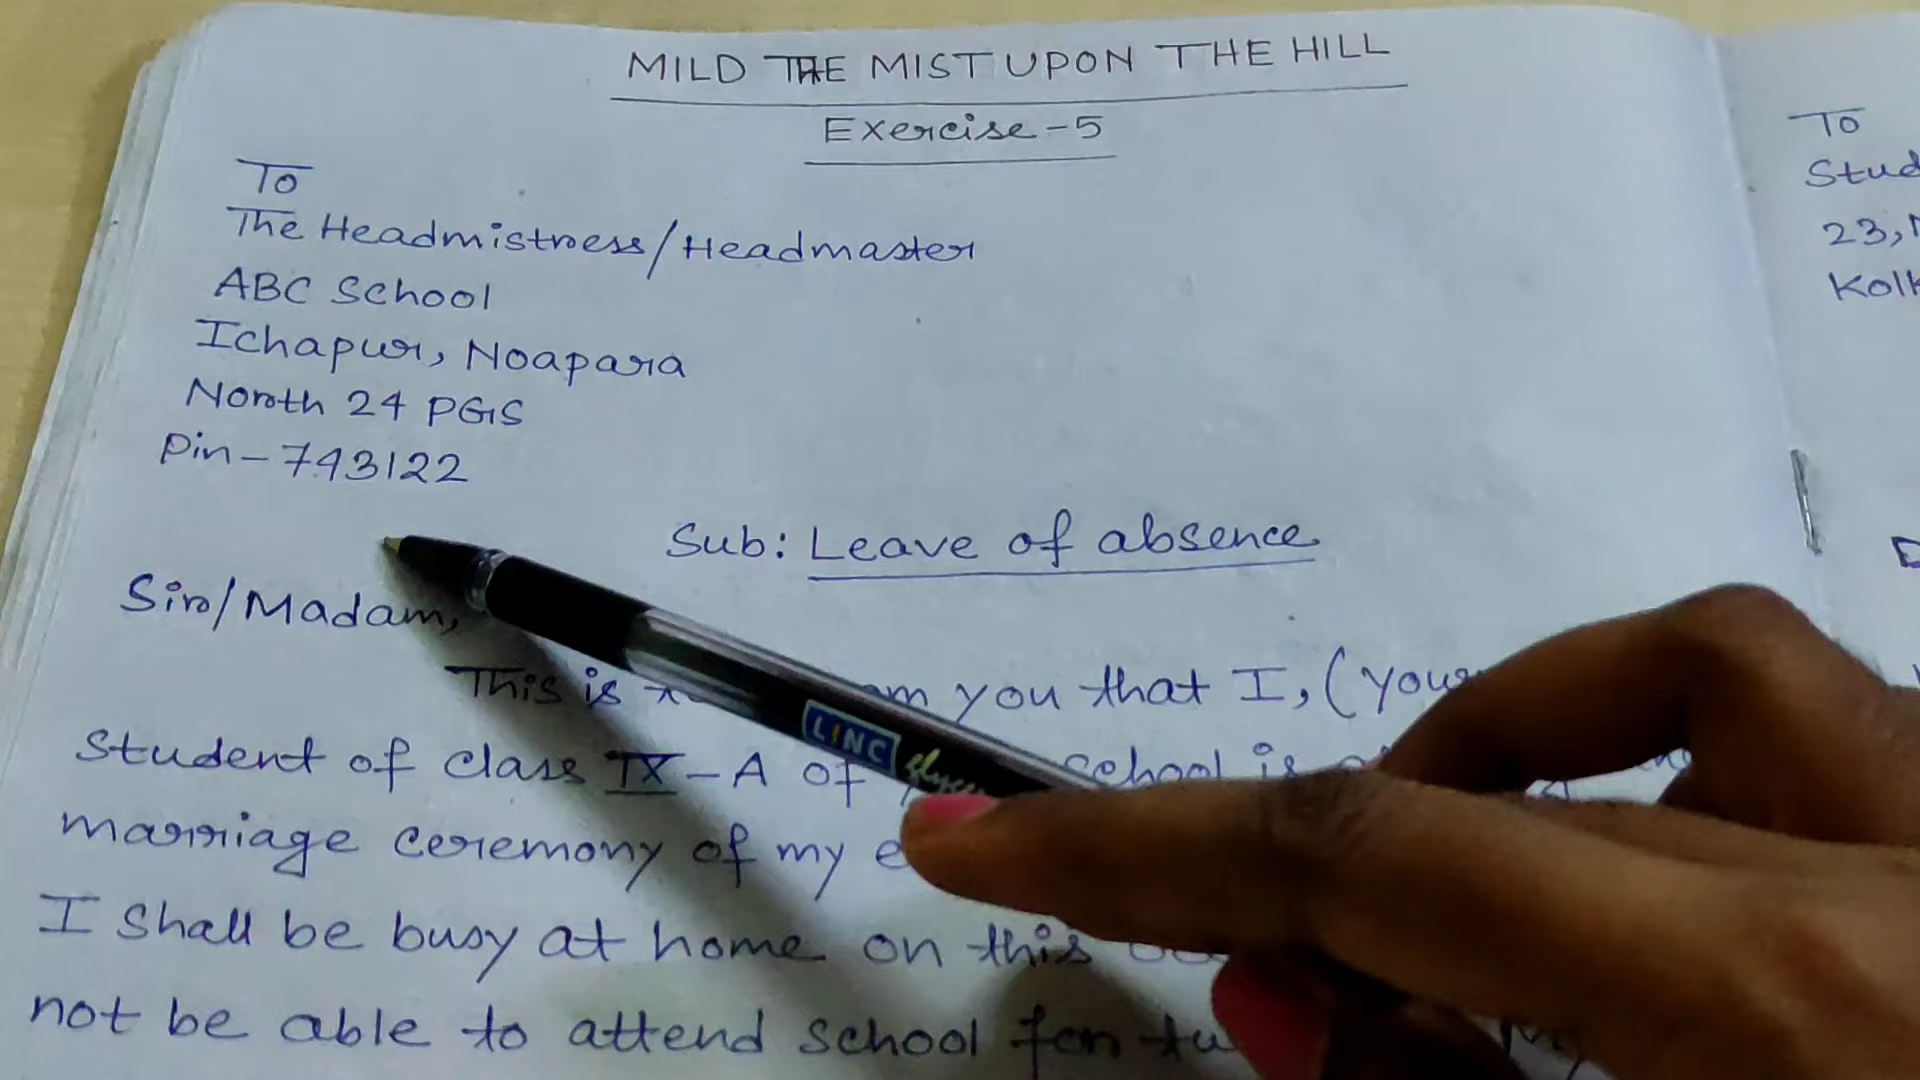 MILD THE MIST UPON THE HILL
Exercise-5
To
The Headmistress/Headmaster
ABC School
Ichapur, Noapara
North 24 PGS
Pin-743122
Sub: Leave of absence
Sir/Madam,
This is you that I, (your
student of class IX-A of school is
marriage ceremony of my
I shall be busy at home on this
not be able to attend school for
LINC
To
23,